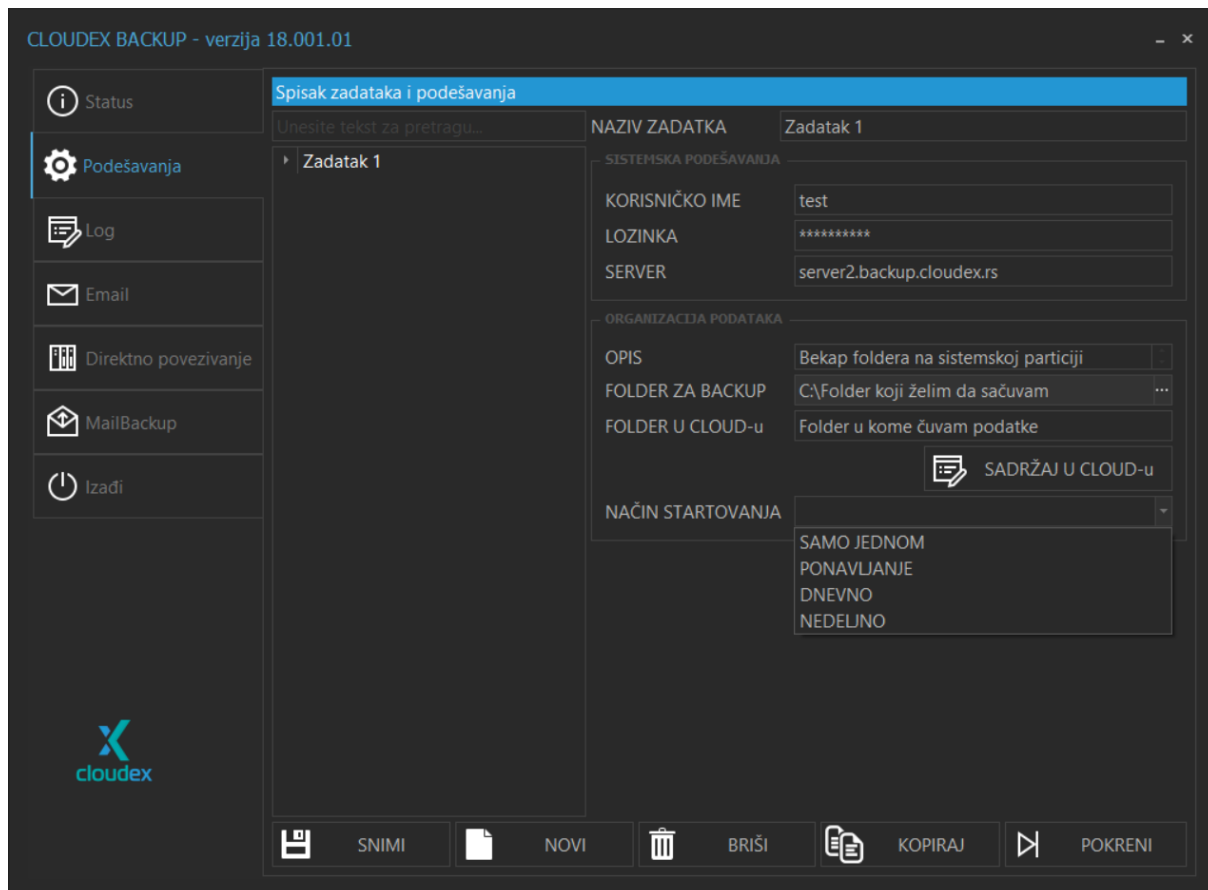 CLOUDEX BACKUP - verzija 18.001.01
Status
Podešavanja
Log
Email
Direktno povezivanje
MailBackup
Izađi
cloudex
Spisak zadataka i podešavanja
Unesite tekst za pretragu...
Zadatak 1
NAZIV ZADATKA Zadatak 1
SISTEMSKA PODEŠAVANJA
KORISNIČKO IME test
LOZINKA **********
SERVER server2.backup.cloudex.rs
ORGANIZACIJA PODATAKA
OPIS Bekap foldera na sistemskoj particiji
FOLDER ZA BACKUP C:\Folder koji želim da sačuvam ...
FOLDER U CLOUD-u Folder u kome čuvam podatke
SADRŽAJ U CLOUD-u
NAČIN STARTOVANJA
SAMO JEDNOM
PONAVLJANJE
DNEVNO
NEDELJNO
SNIMI NOVI BRIŠI KOPIRAJ POKRENI